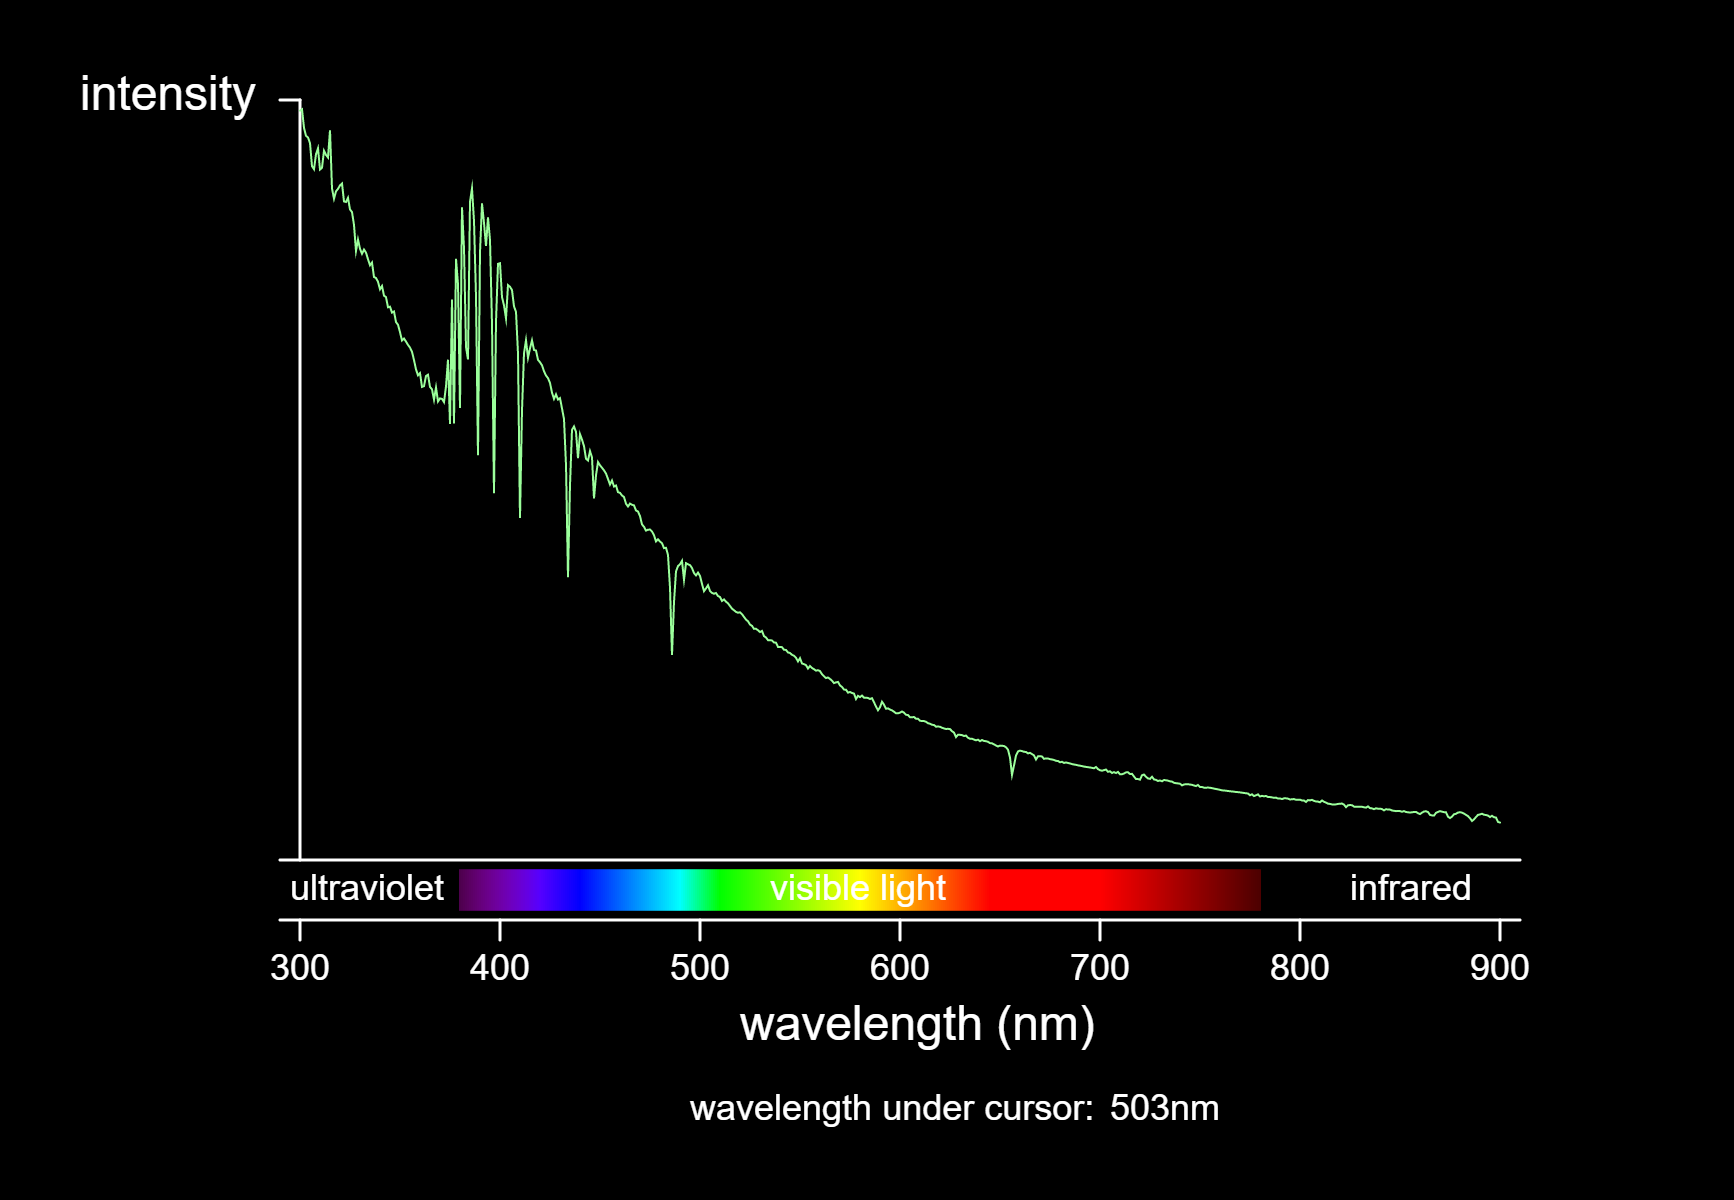 intensity
ultraviolet visible light infrared
300 400 500 600 700 800 900
wavelength (nm)
wavelength under cursor: 503nm